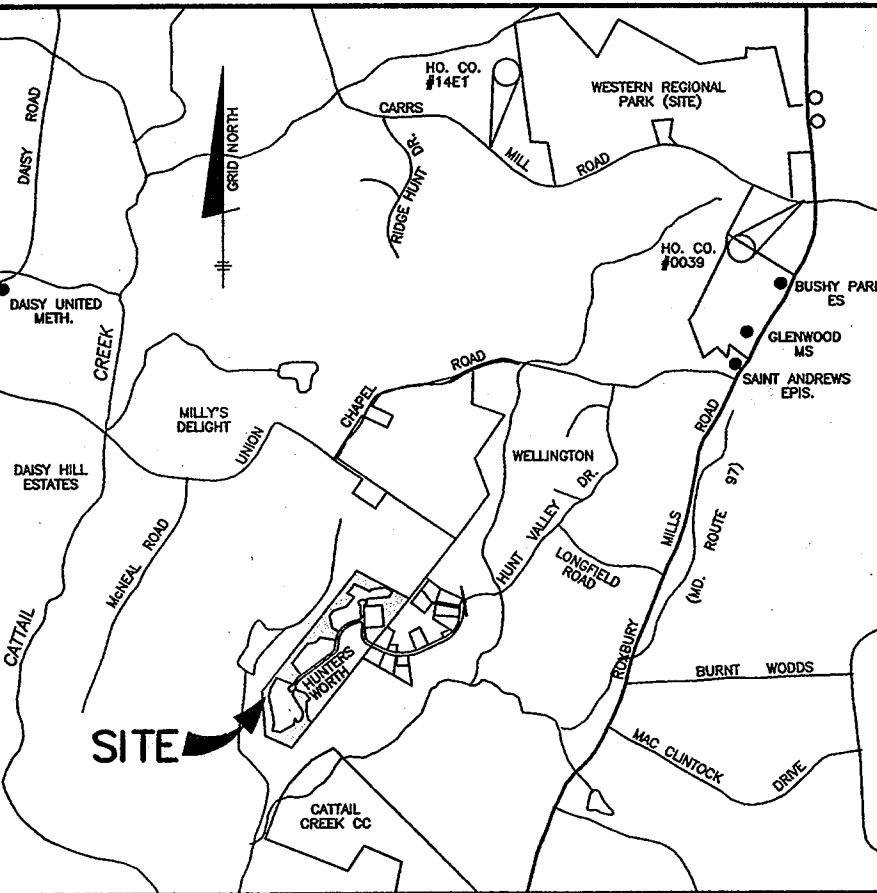 HO. CO.
#14E1
WESTERN REGIONAL
PARK (SITE)
DAISY ROAD
GRID NORTH
CARRS MILL ROAD
RIDGE HUNT DR.
HO. CO.
#0039
BUSHY PARK
ES
DAISY UNITED
METH.
GLENWOOD
MS
SAINT ANDREWS
EPIS.
CATTAIL CREEK
UNION CHAPEL ROAD
MILLY'S
DELIGHT
WELLINGTON
DAISY HILL
ESTATES
McNEAL ROAD
HUNT VALLEY DR.
LONGFIELD
ROAD
ROXBURY MILLS ROAD
(MD. ROUTE 97)
HUNTERS
WORTH
BURNT WODDS
SITE
MAC CLINTOCK DRIVE
CATTAIL
CREEK CC